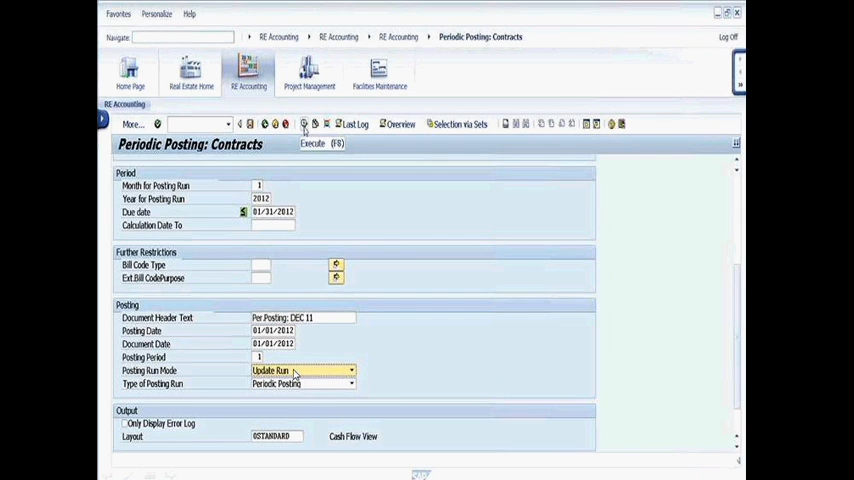 Favorites Personalize Help
Navigate RE Accounting RE Accounting RE Accounting Periodic Posting: Contracts Log Off
Home Page Real Estate Home RE Accounting Project Management Facilities Maintenance
RE Accounting
More... Last Log Overview Selection via Sets
Periodic Posting: Contracts Execute (F8)
Period
Month for Posting Run 1
Year for Posting Run 2012
Due date ≤ 01/31/2012
Calculation Date To
Further Restrictions
Bill Code Type
Ext.Bill CodePurpose
Posting
Document Header Text Per.Posting: DEC 11
Posting Date 01/01/2012
Document Date 01/01/2012
Posting Period 1
Posting Run Mode Update Run
Type of Posting Run Periodic Posting
Output
Only Display Error Log
Layout 0STANDARD Cash Flow View
SAP